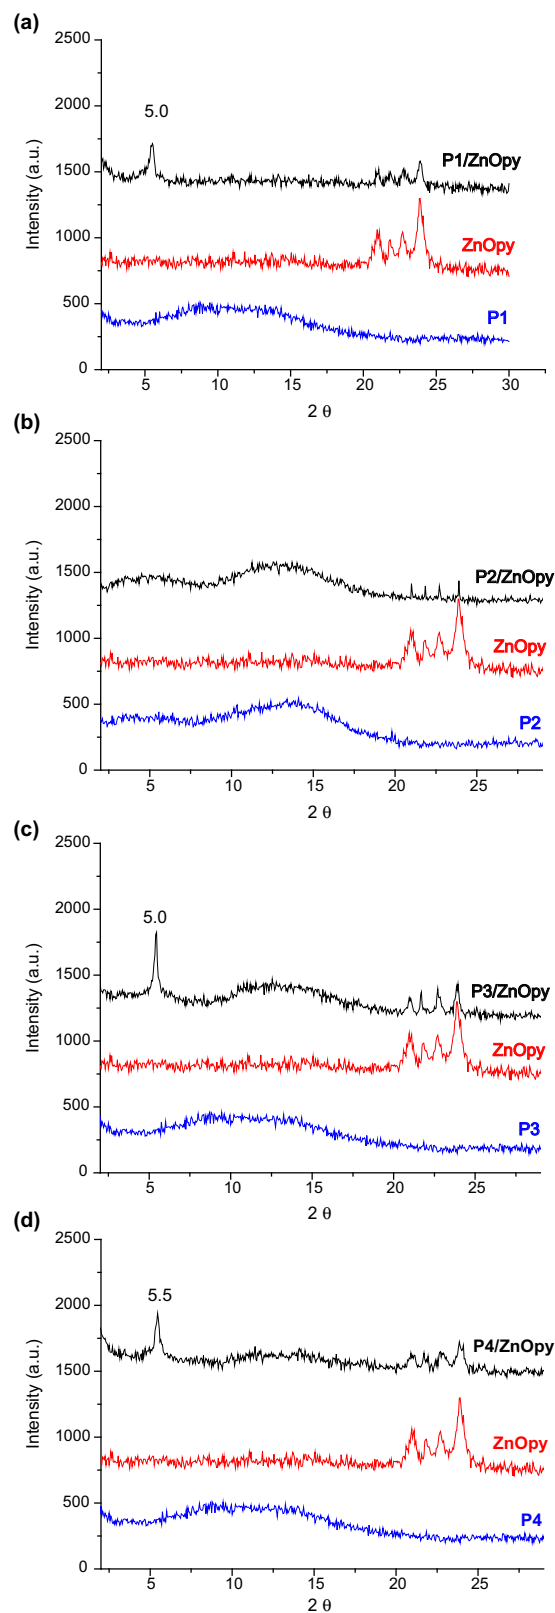 (a)
2500
2000
5.0
P1/ZnOpy
1500
Intensity (a.u.)
ZnOpy
1000
500
P1
0
5 10 15 20 25 30
2 θ
(b)
2500
2000
P2/ZnOpy
1500
Intensity (a.u.)
ZnOpy
1000
500
P2
0
5 10 15 20 25
2 θ
(c)
2500
2000
5.0
P3/ZnOpy
1500
Intensity (a.u.)
ZnOpy
1000
500
P3
0
5 10 15 20 25
2 θ
(d)
2500
2000
5.5
P4/ZnOpy
1500
Intensity (a.u.)
ZnOpy
1000
500
P4
0
5 10 15 20 25
2 θ